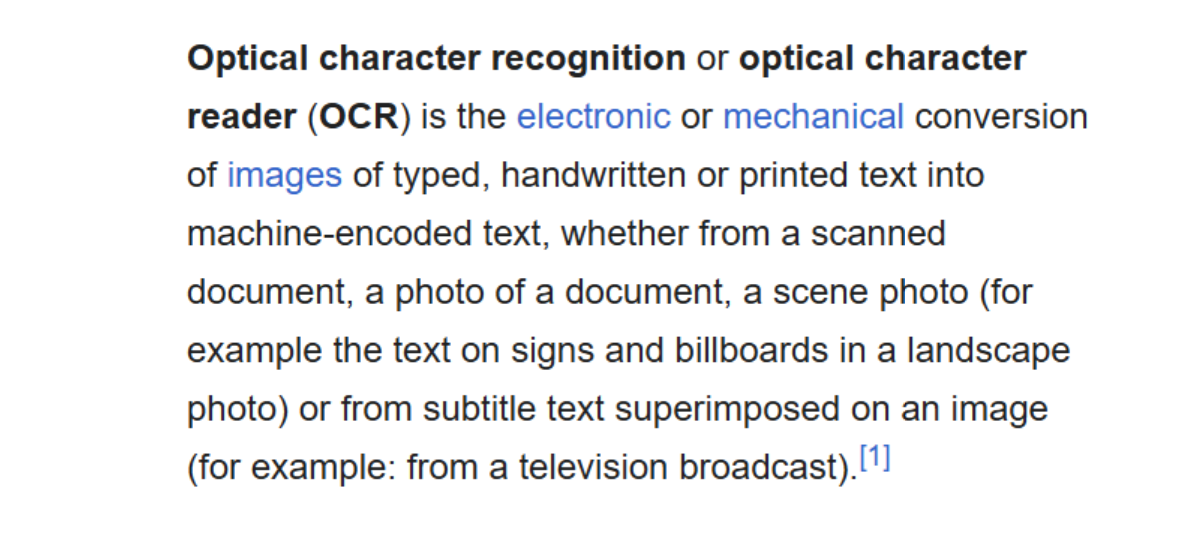 Optical character recognition or optical character
reader (OCR) is the electronic or mechanical conversion
of images of typed, handwritten or printed text into
machine-encoded text, whether from a scanned
document, a photo of a document, a scene photo (for
example the text on signs and billboards in a landscape
photo) or from subtitle text superimposed on an image
(for example: from a television broadcast).[1]